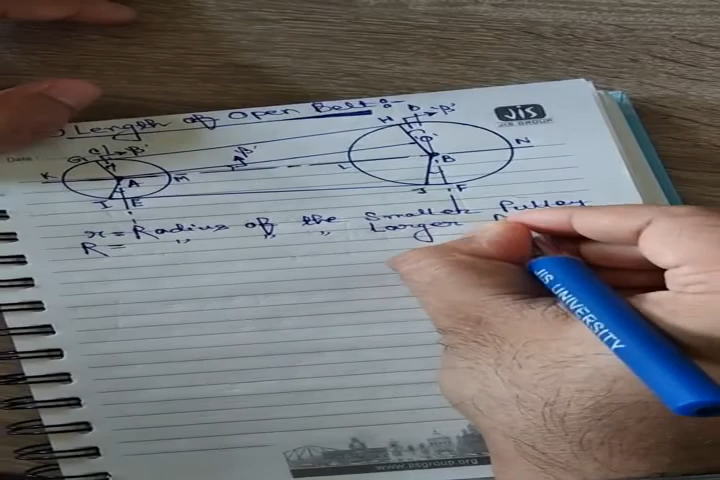 Length of Open Belt:-
JIS
JIS GROUP
Date:
H D 'β'
G C 'β' 'β' φ N
K A M L B
I E J F
r = Radius of the Smaller Pulley
R = " " " Larger
JIS UNIVERSITY
www.jisgroup.org